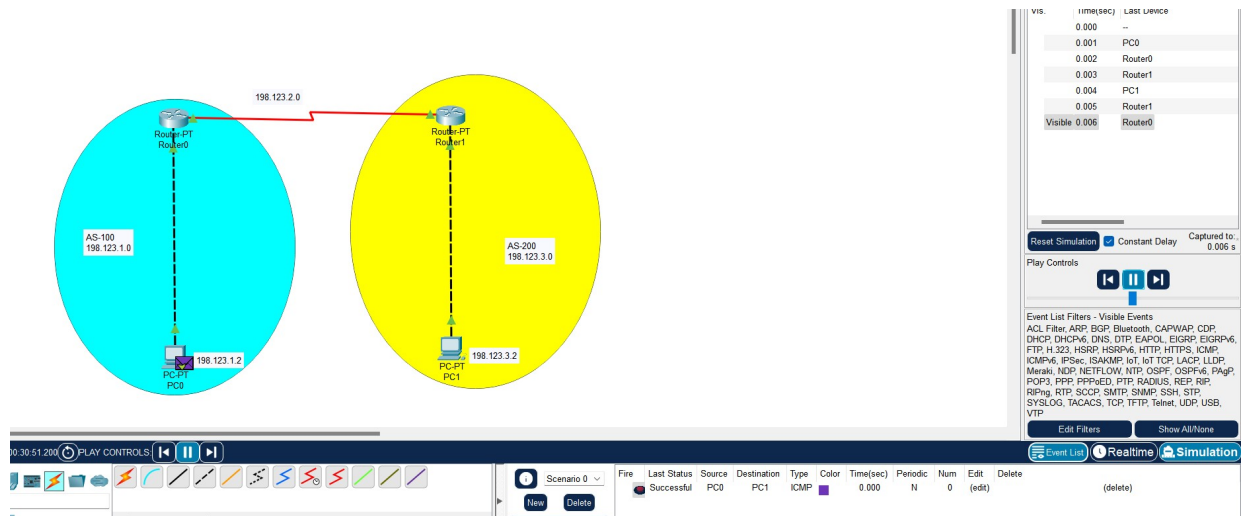 198.123.2.0
Router-PT
Router0
Router-PT
Router1
AS-100
198.123.1.0
AS-200
198.123.3.0
198.123.1.2
PC-PT
PC0
198.123.3.2
PC-PT
PC1
Vis. Time(sec) Last Device
0.000 --
0.001 PC0
0.002 Router0
0.003 Router1
0.004 PC1
0.005 Router1
Visible 0.006 Router0
Reset Simulation Constant Delay Captured to:
0.006 s
Play Controls
Event List Filters - Visible Events
ACL Filter, ARP, BGP, Bluetooth, CAPWAP, CDP,
DHCP, DHCPv6, DNS, DTP, EAPOL, EIGRP, EIGRPv6,
FTP, H.323, HSRP, HSRPv6, HTTP, HTTPS, ICMP,
ICMPv6, IPSec, ISAKMP, IoT, IoT TCP, LACP, LLDP,
Meraki, NDP, NETFLOW, NTP, OSPF, OSPFv6, PAgP,
POP3, PPP, PPPoED, PTP, RADIUS, REP, RIP,
RIPng, RTP, SCCP, SMTP, SNMP, SSH, STP,
SYSLOG, TACACS, TCP, TFTP, Telnet, UDP, USB,
VTP
Edit Filters Show All/None
00:30:51.200 PLAY CONTROLS:
Event List Realtime Simulation
Scenario 0
New Delete
Fire Last Status Source Destination Type Color Time(sec) Periodic Num Edit Delete
Successful PC0 PC1 ICMP 0.000 N 0 (edit) (delete)